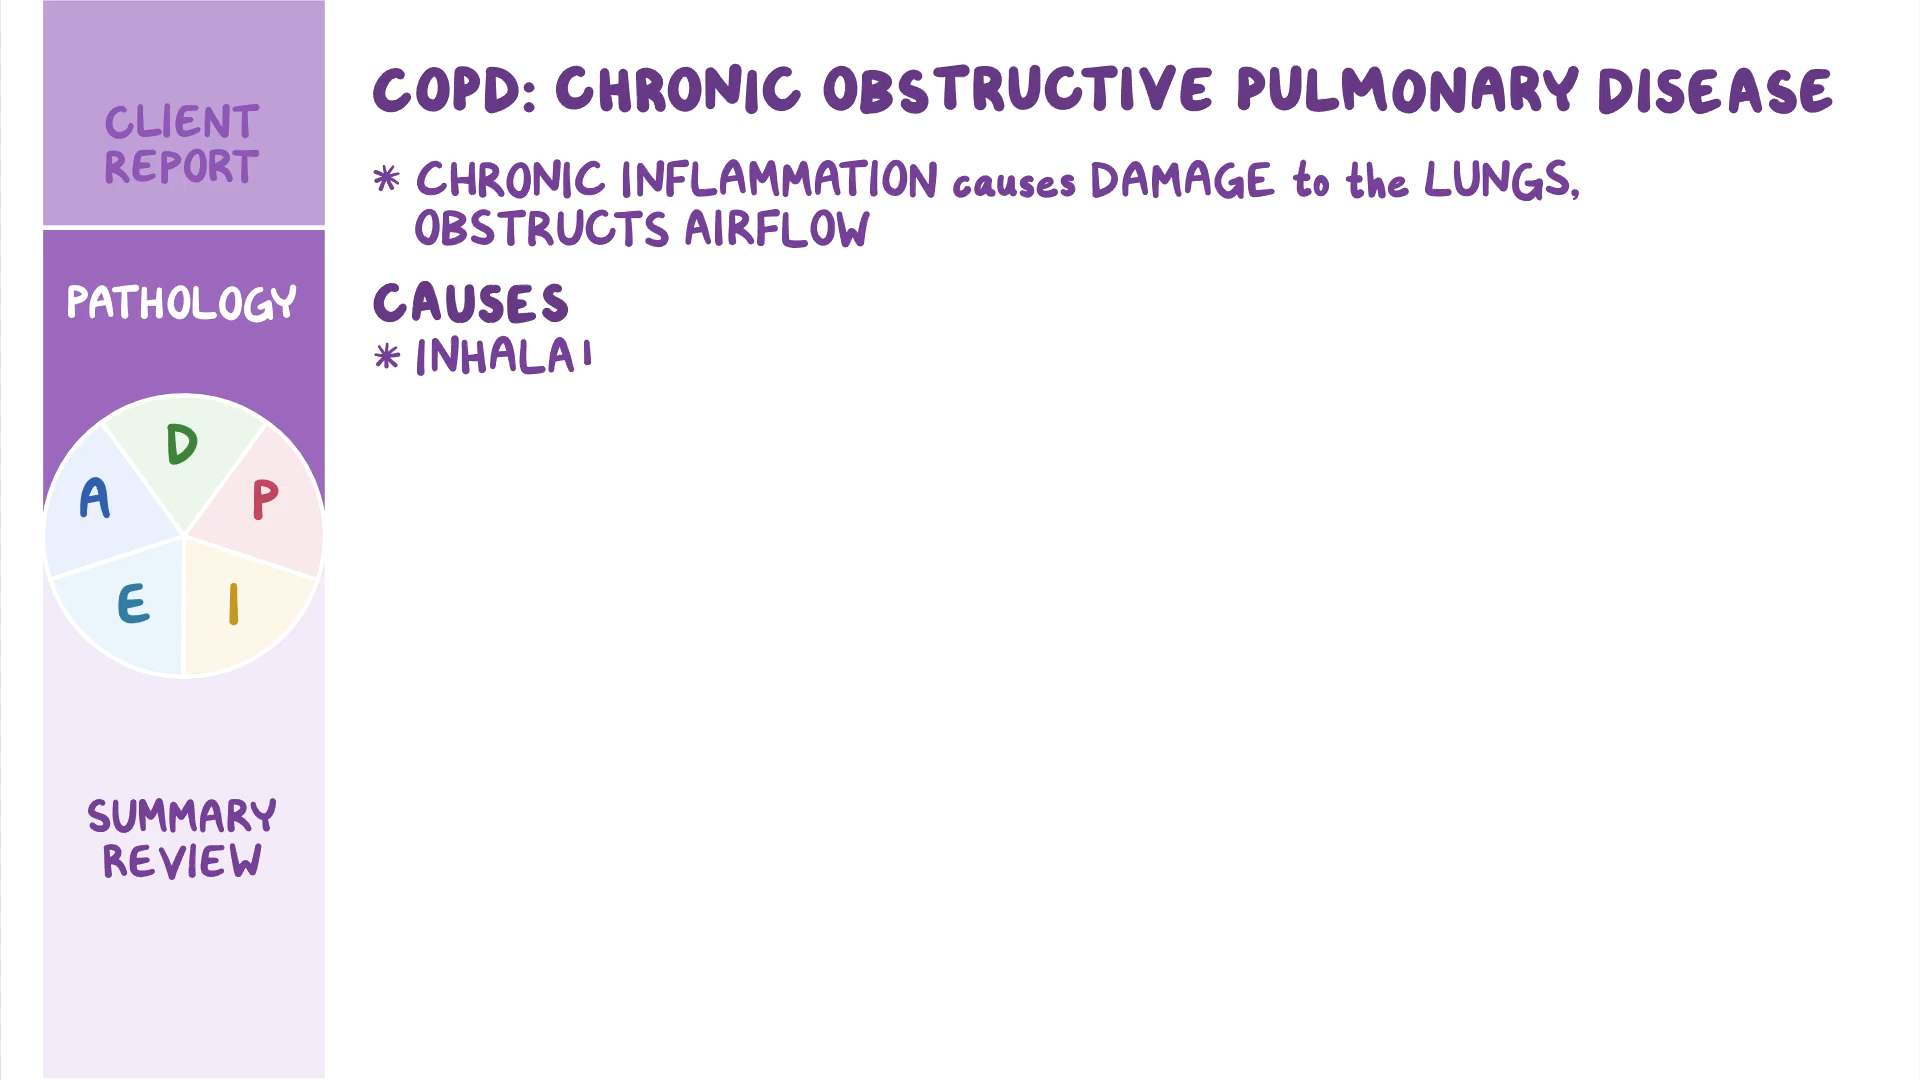 CLIENT
REPORT
PATHOLOGY
D
A
P
E
I
SUMMARY
REVIEW
COPD: CHRONIC OBSTRUCTIVE PULMONARY DISEASE
* CHRONIC INFLAMMATION causes DAMAGE to the LUNGS,
OBSTRUCTS AIRFLOW
CAUSES
* INHALA